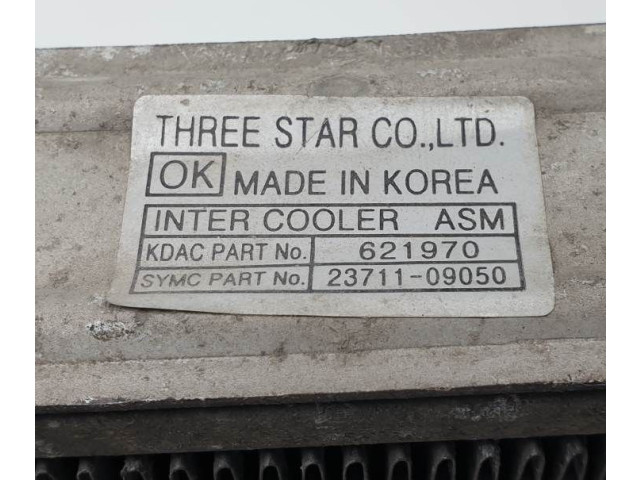 THREE STAR CO.,LTD.
OK MADE IN KOREA
INTER COOLER ASM
KDAC PART No. 621970
SYMC PART No. 23711-09050